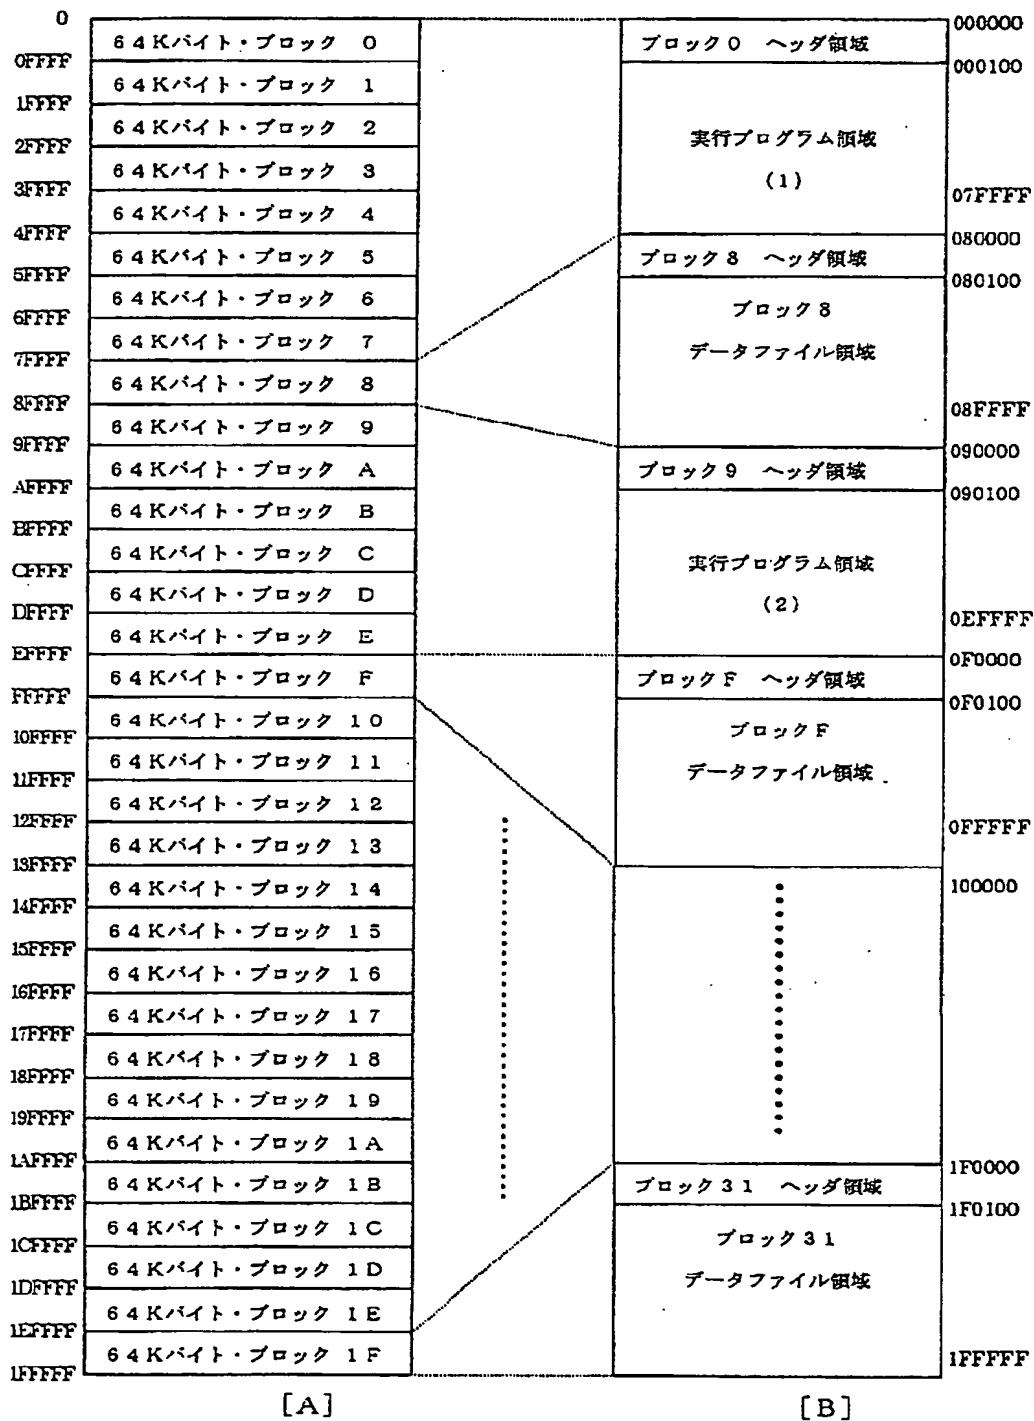 0
64Kバイト・ブロック 0
0FFFF
64Kバイト・ブロック 1
1FFFF
64Kバイト・ブロック 2
2FFFF
64Kバイト・ブロック 3
3FFFF
64Kバイト・ブロック 4
4FFFF
64Kバイト・ブロック 5
5FFFF
64Kバイト・ブロック 6
6FFFF
64Kバイト・ブロック 7
7FFFF
64Kバイト・ブロック 8
8FFFF
64Kバイト・ブロック 9
9FFFF
64Kバイト・ブロック A
AFFFF
64Kバイト・ブロック B
BFFFF
64Kバイト・ブロック C
CFFFF
64Kバイト・ブロック D
DFFFF
64Kバイト・ブロック E
EFFFF
64Kバイト・ブロック F
FFFFF
64Kバイト・ブロック 10
10FFFF
64Kバイト・ブロック 11
11FFFF
64Kバイト・ブロック 12
12FFFF
64Kバイト・ブロック 13
13FFFF
64Kバイト・ブロック 14
14FFFF
64Kバイト・ブロック 15
15FFFF
64Kバイト・ブロック 16
16FFFF
64Kバイト・ブロック 17
17FFFF
64Kバイト・ブロック 18
18FFFF
64Kバイト・ブロック 19
19FFFF
64Kバイト・ブロック 1A
1AFFFF
64Kバイト・ブロック 1B
1BFFFF
64Kバイト・ブロック 1C
1CFFFF
64Kバイト・ブロック 1D
1DFFFF
64Kバイト・ブロック 1E
1EFFFF
64Kバイト・ブロック 1F
1FFFFF
[A]
000000
ブロック0 ヘッダ領域
000100
実行プログラム領域
(1)
07FFFF
080000
ブロック8 ヘッダ領域
080100
ブロック8
データファイル領域
08FFFF
090000
ブロック9 ヘッダ領域
090100
実行プログラム領域
(2)
0EFFFF
0F0000
ブロックF ヘッダ領域
0F0100
ブロックF
データファイル領域
0FFFFF
100000
1F0000
ブロック31 ヘッダ領域
1F0100
ブロック31
データファイル領域
1FFFFF
[B]